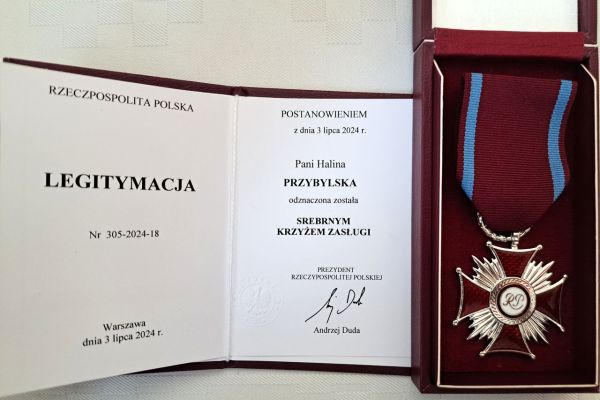 RZECZPOSPOLITA POLSKA
LEGITYMACJA
Nr 305-2024-18
Warszawa
dnia 3 lipca 2024 r.
POSTANOWIENIEM
z dnia 3 lipca 2024 r.
Pani Halina
PRZYBYLSKA
odznaczona została
SREBRNYM
KRZYŻEM ZASŁUGI
PREZYDENT
RZECZYPOSPOLITEJ POLSKIEJ
Andrzej Duda
RP